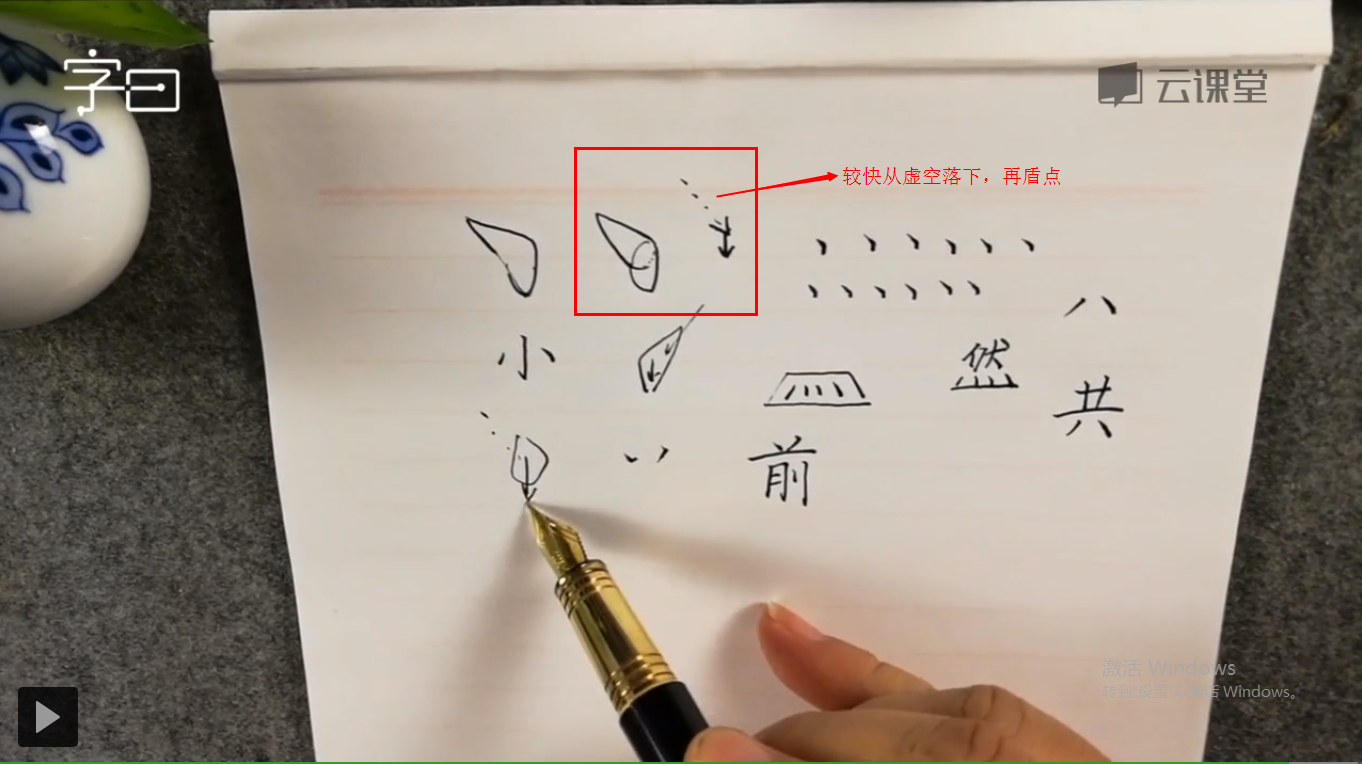 字曰
云课堂
较快从虚空落下，再盾点
八
小
然
灬
共
前
激活 Windows
转到"设置"以激活 Windows。